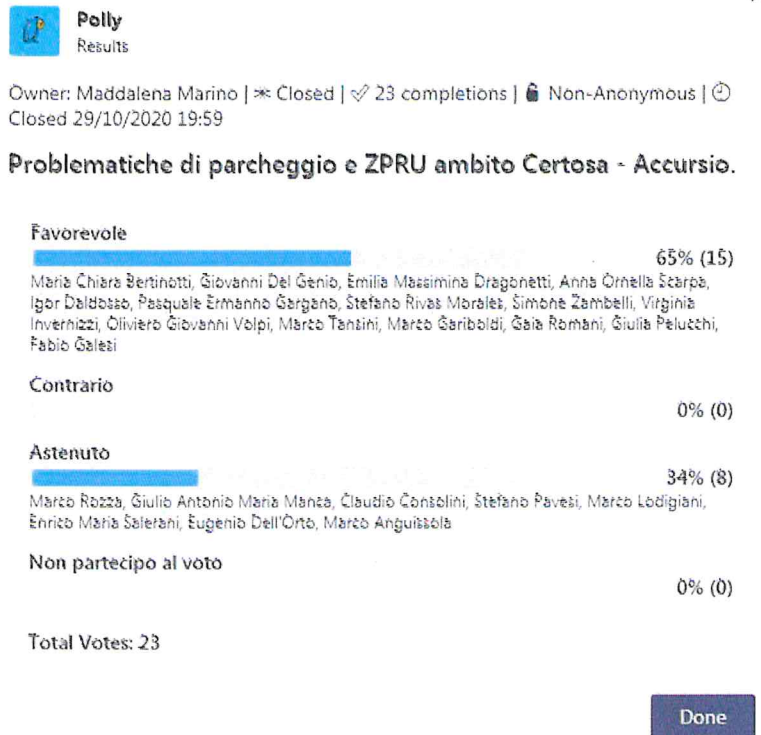 Polly
Results
Owner: Maddalena Marino | Closed | 23 completions | Non-Anonymous |
Closed 29/10/2020 19:59
Problematiche di parcheggio e ZPRU ambito Certosa - Accursio.
Favorevole
65% (15)
Maria Chiara Bertinotti, Giovanni Del Genio, Emilia Massimina Dragonetti, Anna Ornella Scarpa,
Igor Daldosso, Pasquale Ermanno Gargano, Stefano Rivas Morales, Simone Zambelli, Virginia
Invernizzi, Oliviero Giovanni Volpi, Marco Tansini, Marco Gariboldi, Gaia Romani, Giulia Pelucchi,
Fabio Galesi
Contrario
0% (0)
Astenuto
34% (8)
Marco Rozza, Giulio Antonio Maria Manca, Claudio Consolini, Stefano Pavesi, Marco Lodigiani,
Enrico Maria Salerani, Eugenio Dell'Orto, Marco Anguissola
Non partecipo al voto
0% (0)
Total Votes: 23
Done